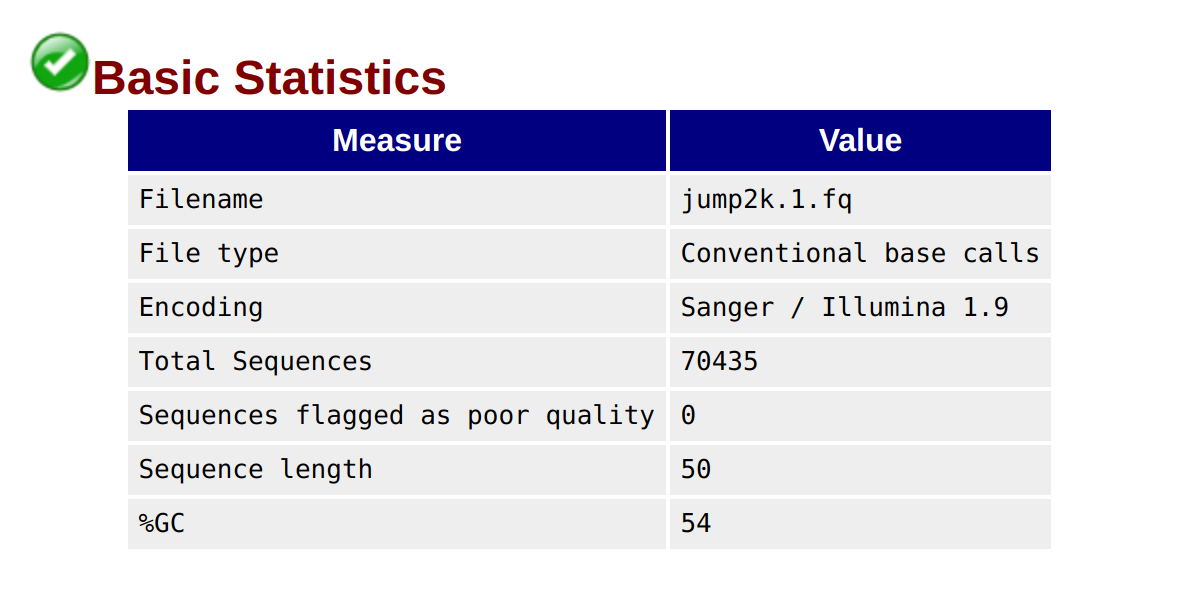 Basic Statistics
Measure Value
Filename jump2k.1.fq
File type Conventional base calls
Encoding Sanger / Illumina 1.9
Total Sequences 70435
Sequences flagged as poor quality 0
Sequence length 50
%GC 54